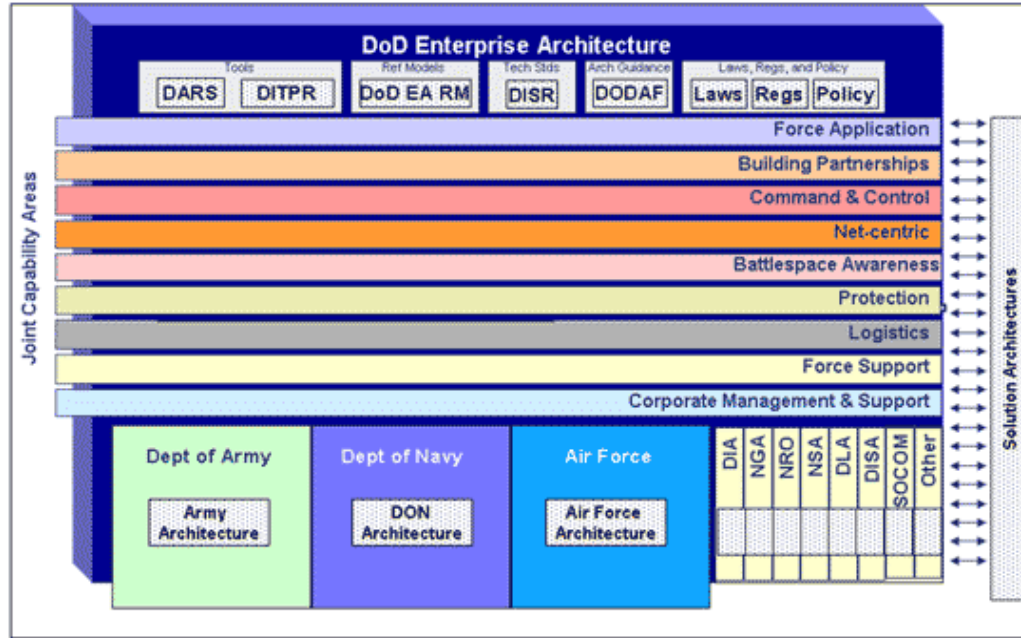 DoD Enterprise Architecture
Tools
Ref Models
Tech Stds
Arch Guidance
Laws, Regs, and Policy
DARS
DITPR
DoD EA RM
DISR
DODAF
Laws
Regs
Policy
Joint Capability Areas
Force Application
Building Partnerships
Command & Control
Net-centric
Battlespace Awareness
Protection
Logistics
Force Support
Corporate Management & Support
Solution Architectures
Dept of Army
Dept of Navy
Air Force
Army
Architecture
DON
Architecture
Air Force
Architecture
DIA
NGA
NRO
NSA
DLA
DISA
SOCOM
Other